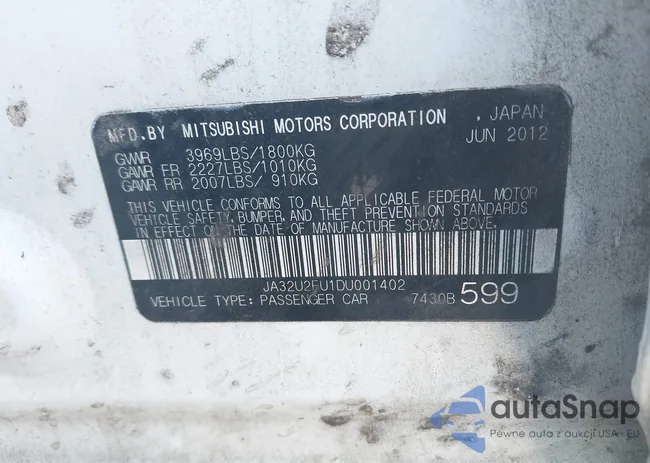 MFD. BY MITSUBISHI MOTORS CORPORATION , JAPAN
JUN 2012
GVWR 3969LBS/1800KG
GAWR FR 2227LBS/1010KG
GAWR RR 2007LBS/ 910KG
THIS VEHICLE CONFORMS TO ALL APPLICABLE FEDERAL MOTOR
VEHICLE SAFETY, BUMPER, AND THEFT PREVENTION STANDARDS
IN EFFECT ON THE DATE OF MANUFACTURE SHOWN ABOVE.
JA32U2FU1DU001402
VEHICLE TYPE: PASSENGER CAR 7430B 599
autoSnap
Pewne auta z aukcji USA i EU